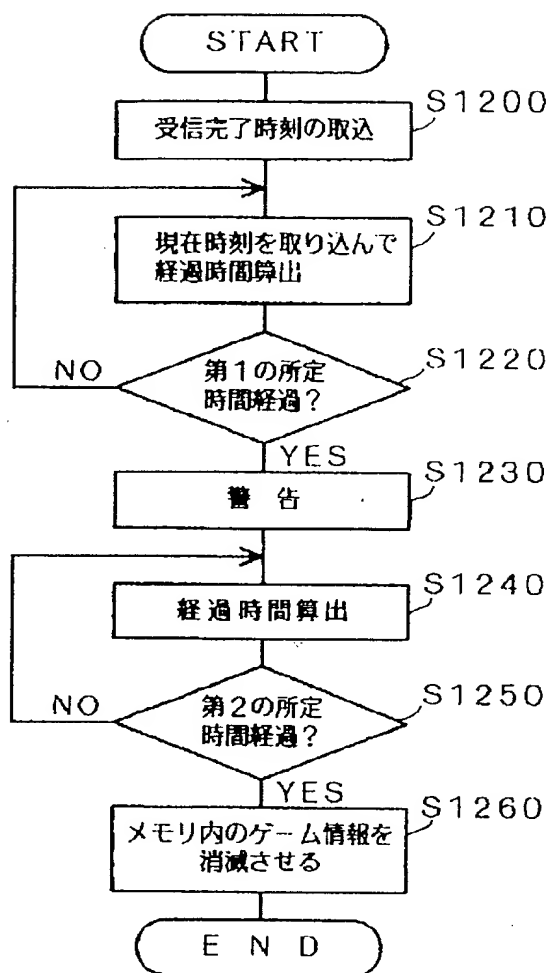 START
受信完了時刻の取込
S1200
現在時刻を取り込んで
経過時間算出
S1210
第1の所定
時間経過?
S1220
NO
YES
警 告
S1230
経過時間算出
S1240
第2の所定
時間経過?
S1250
NO
YES
メモリ内のゲーム情報を
消滅させる
S1260
E N D